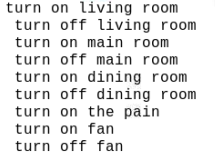 turn on living room
turn off living room
turn on main room
turn off main room
turn on dining room
turn off dining room
turn on the pain
turn on fan
turn off fan